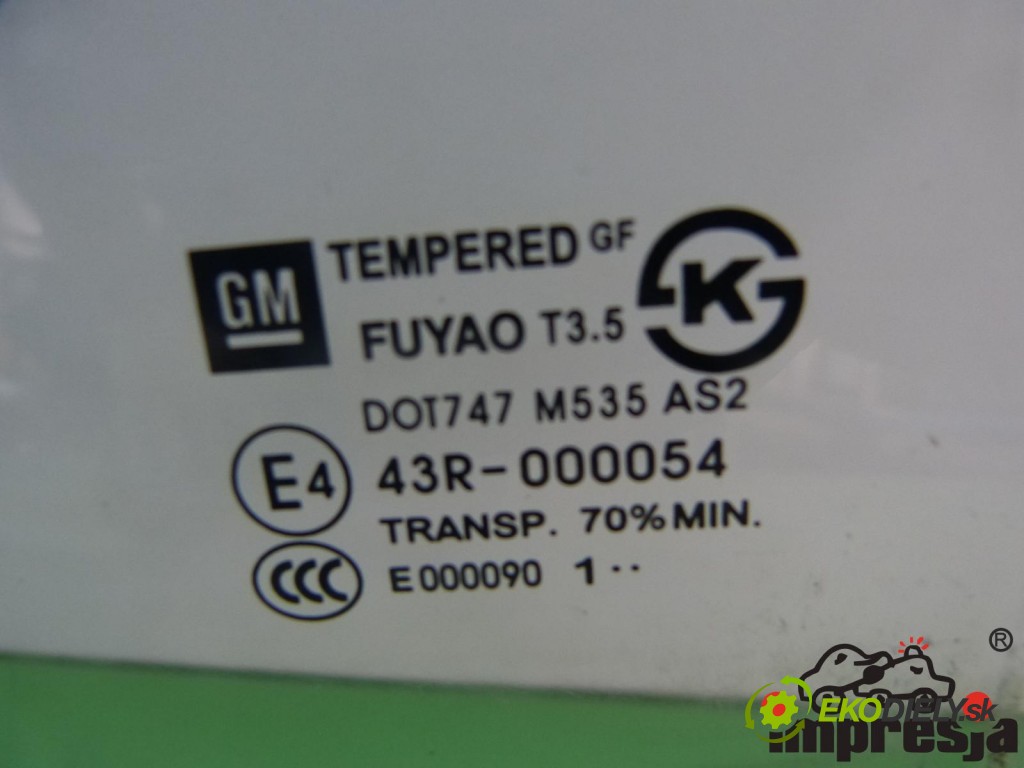 GM TEMPERED GF K
FUYAO T3.5
DOT747 M535 AS2
E4 43R-000054
TRANSP. 70% MIN.
CCC E000090 1 ··
®
EKODIELY.sk
impresja